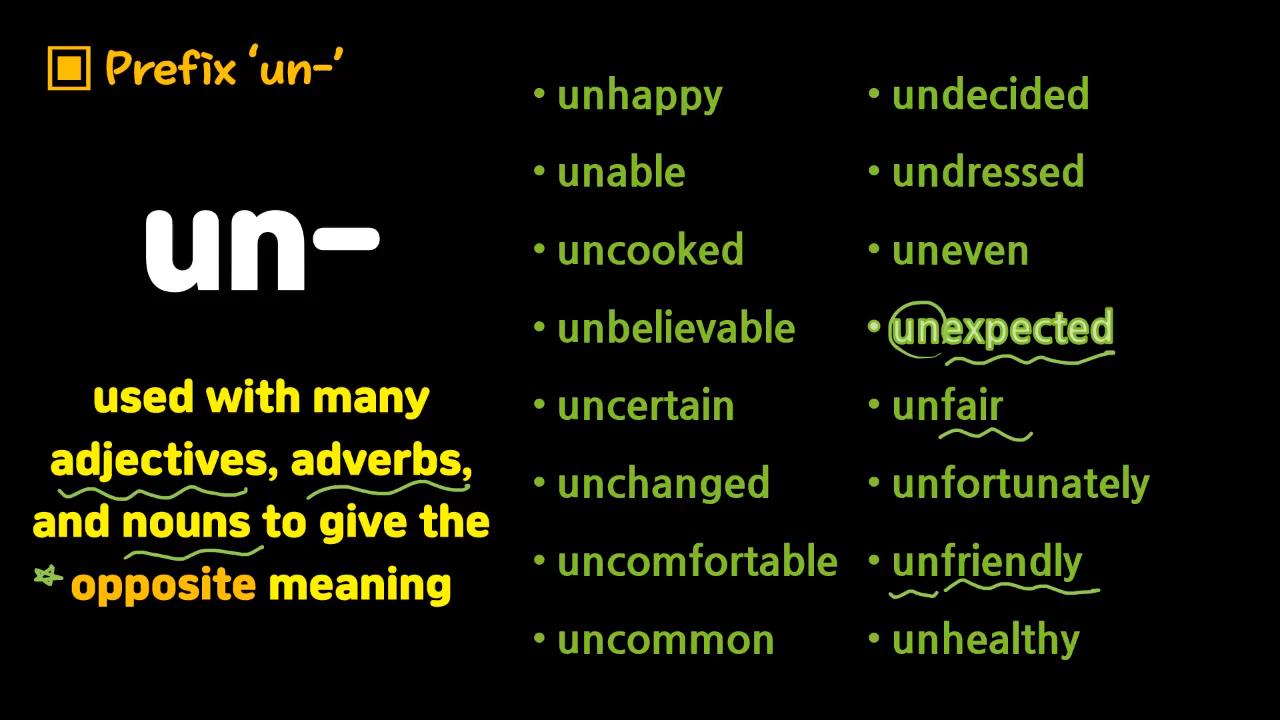 ▣ Prefix ‘un-’
un-
used with many
adjectives, adverbs,
and nouns to give the
opposite meaning
• unhappy
• unable
• uncooked
• unbelievable
• uncertain
• unchanged
• uncomfortable
• uncommon
• undecided
• undressed
• uneven
• unexpected
• unfair
• unfortunately
• unfriendly
• unhealthy